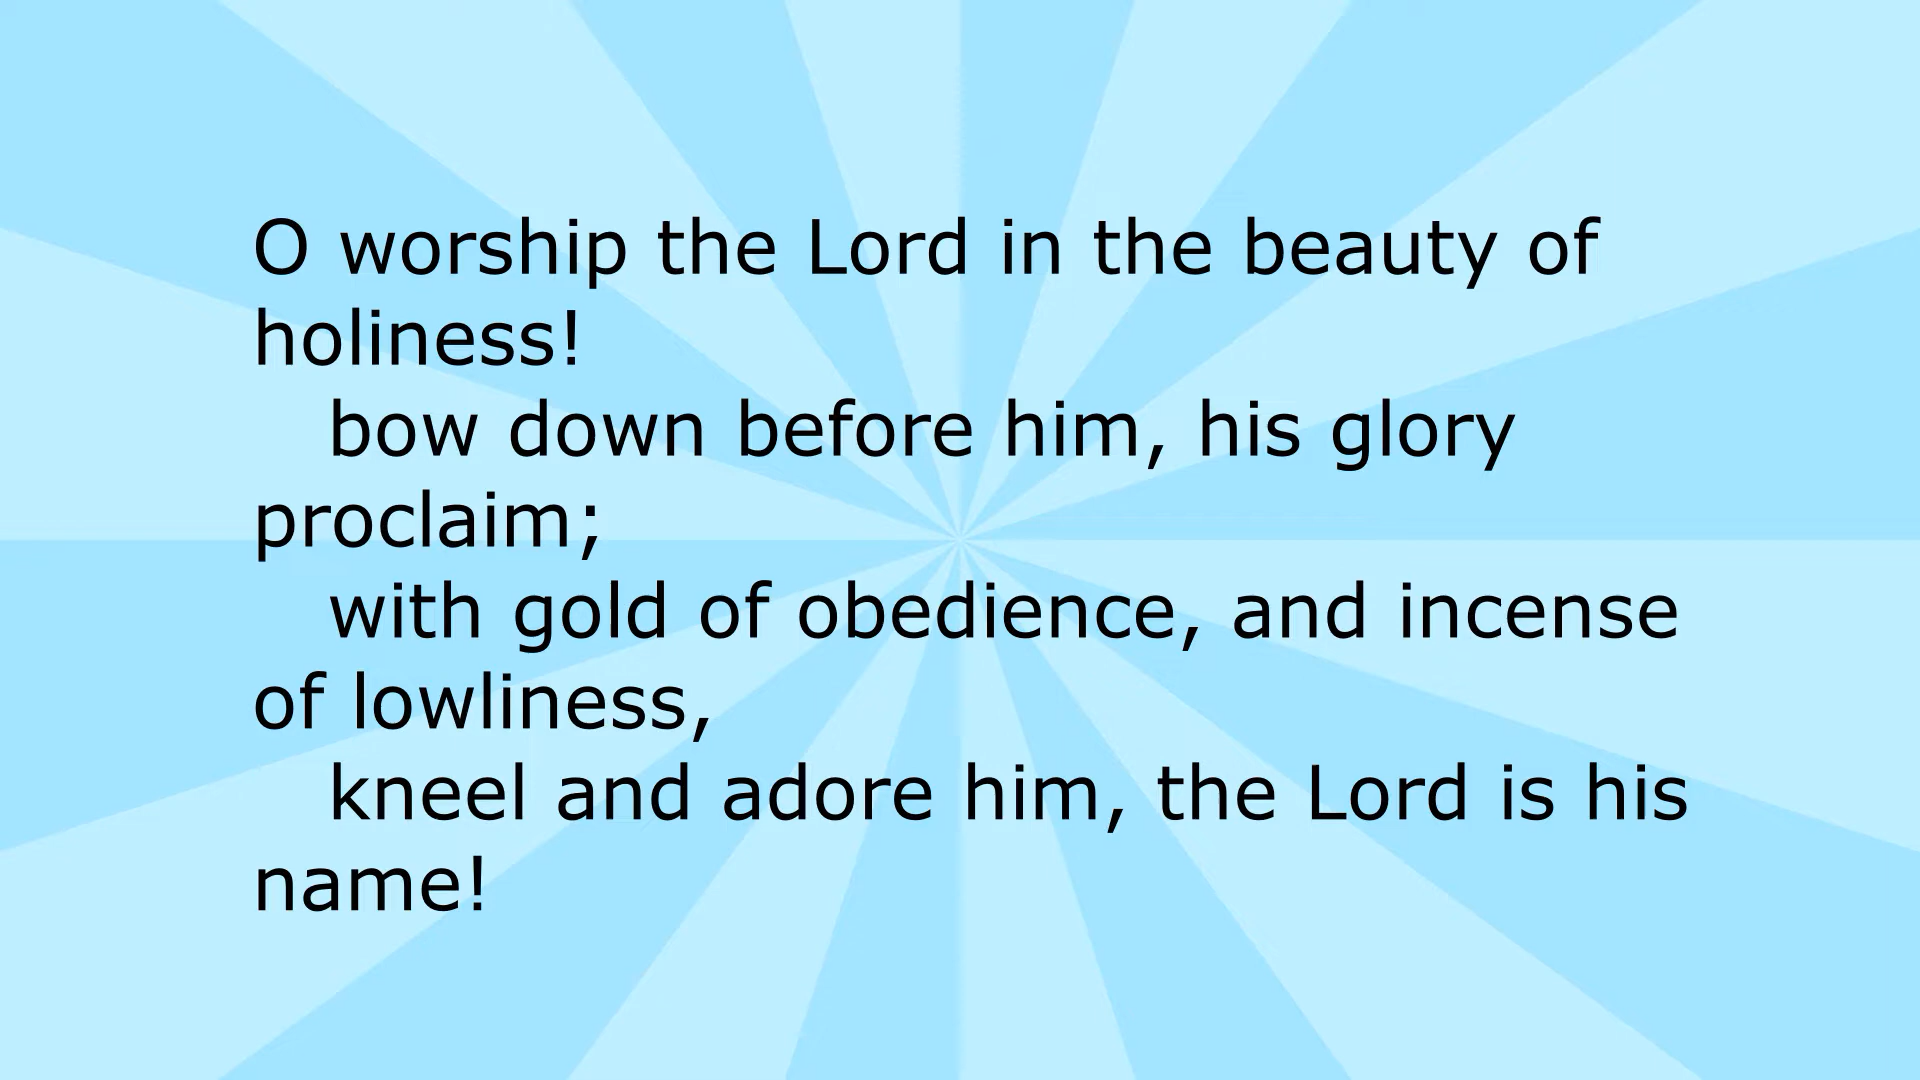 O worship the Lord in the beauty of
holiness!
bow down before him, his glory
proclaim;
with gold of obedience, and incense
of lowliness,
kneel and adore him, the Lord is his
name!